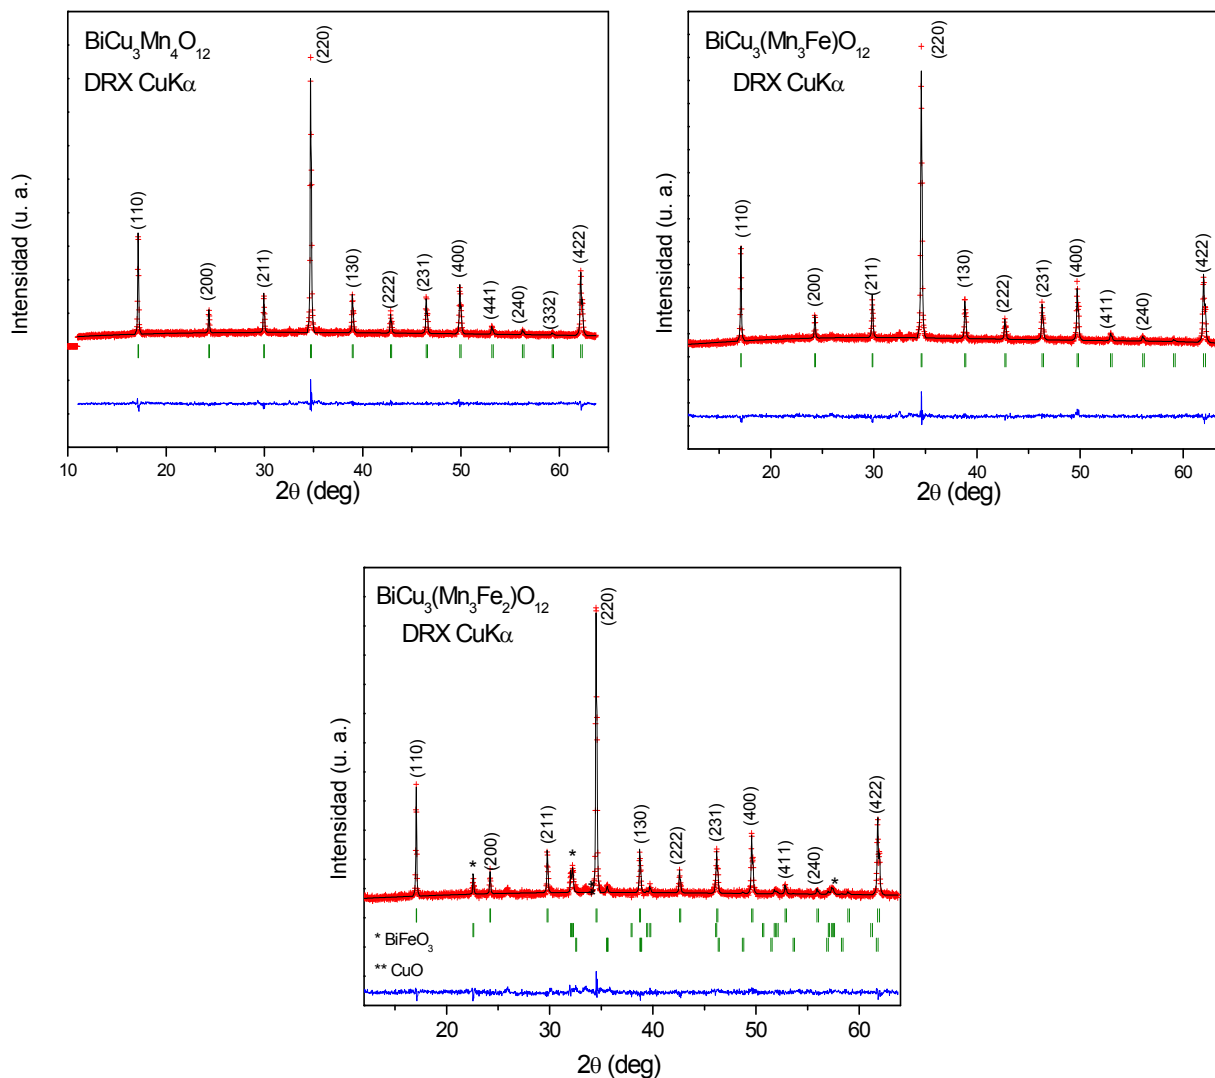 BiCu₃Mn₄O₁₂
DRX CuKα
Intensidad (u. a.)
(110)
(200)
(211)
(220)
(130)
(222)
(231)
(400)
(441)
(240)
(332)
(422)
10 20 30 40 50 60
2θ (deg)
BiCu₃(Mn₃Fe)O₁₂
DRX CuKα
Intensidad (u. a.)
(110)
(200)
(211)
(220)
(130)
(222)
(231)
(400)
(411)
(240)
(422)
20 30 40 50 60
2θ (deg)
BiCu₃(Mn₃Fe₂)O₁₂
DRX CuKα
Intensidad (u. a.)
(110)
*
(200)
(211)
*
(220)
(130)
(222)
(231)
(400)
(411)
(240)
*
(422)
* BiFeO₃
** CuO
20 30 40 50 60
2θ (deg)